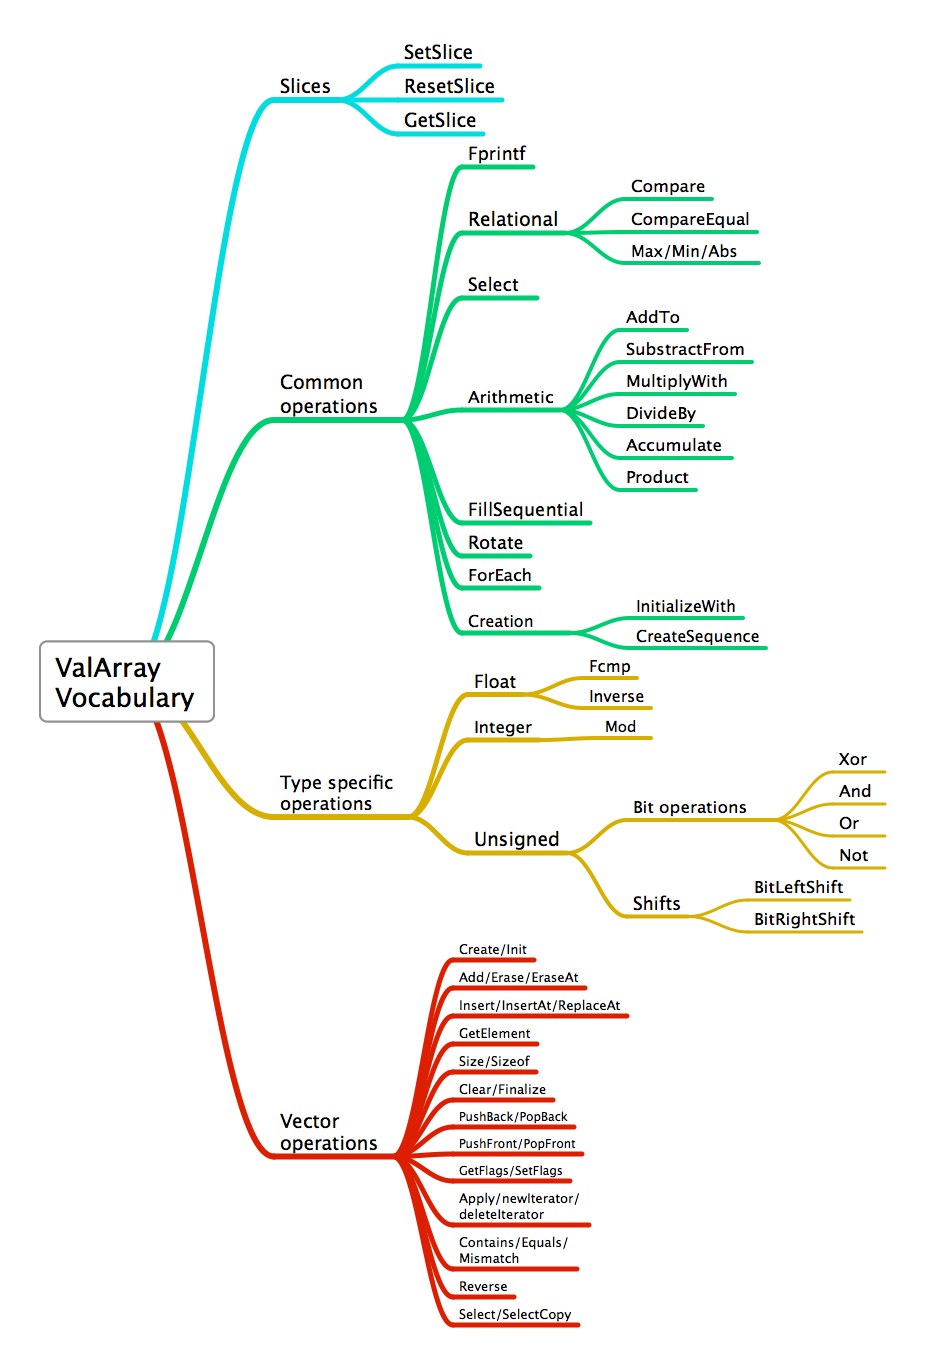 SetSlice
Slices
ResetSlice
GetSlice
Fprintf
Compare
Relational
CompareEqual
Max/Min/Abs
Select
AddTo
SubstractFrom
Common
operations
MultiplyWith
Arithmetic
DivideBy
Accumulate
Product
FillSequential
Rotate
ForEach
InitializeWith
Creation
CreateSequence
ValArray
Vocabulary
Fcmp
Float
Inverse
Integer
Mod
Type specific
operations
Xor
And
Bit operations
Or
Unsigned
Not
BitLeftShift
Shifts
BitRightShift
Create/Init
Add/Erase/EraseAt
Insert/InsertAt/ReplaceAt
GetElement
Size/Sizeof
Clear/Finalize
Vector
operations
PushBack/PopBack
PushFront/PopFront
GetFlags/SetFlags
Apply/newIterator/
deleteIterator
Contains/Equals/
Mismatch
Reverse
Select/SelectCopy